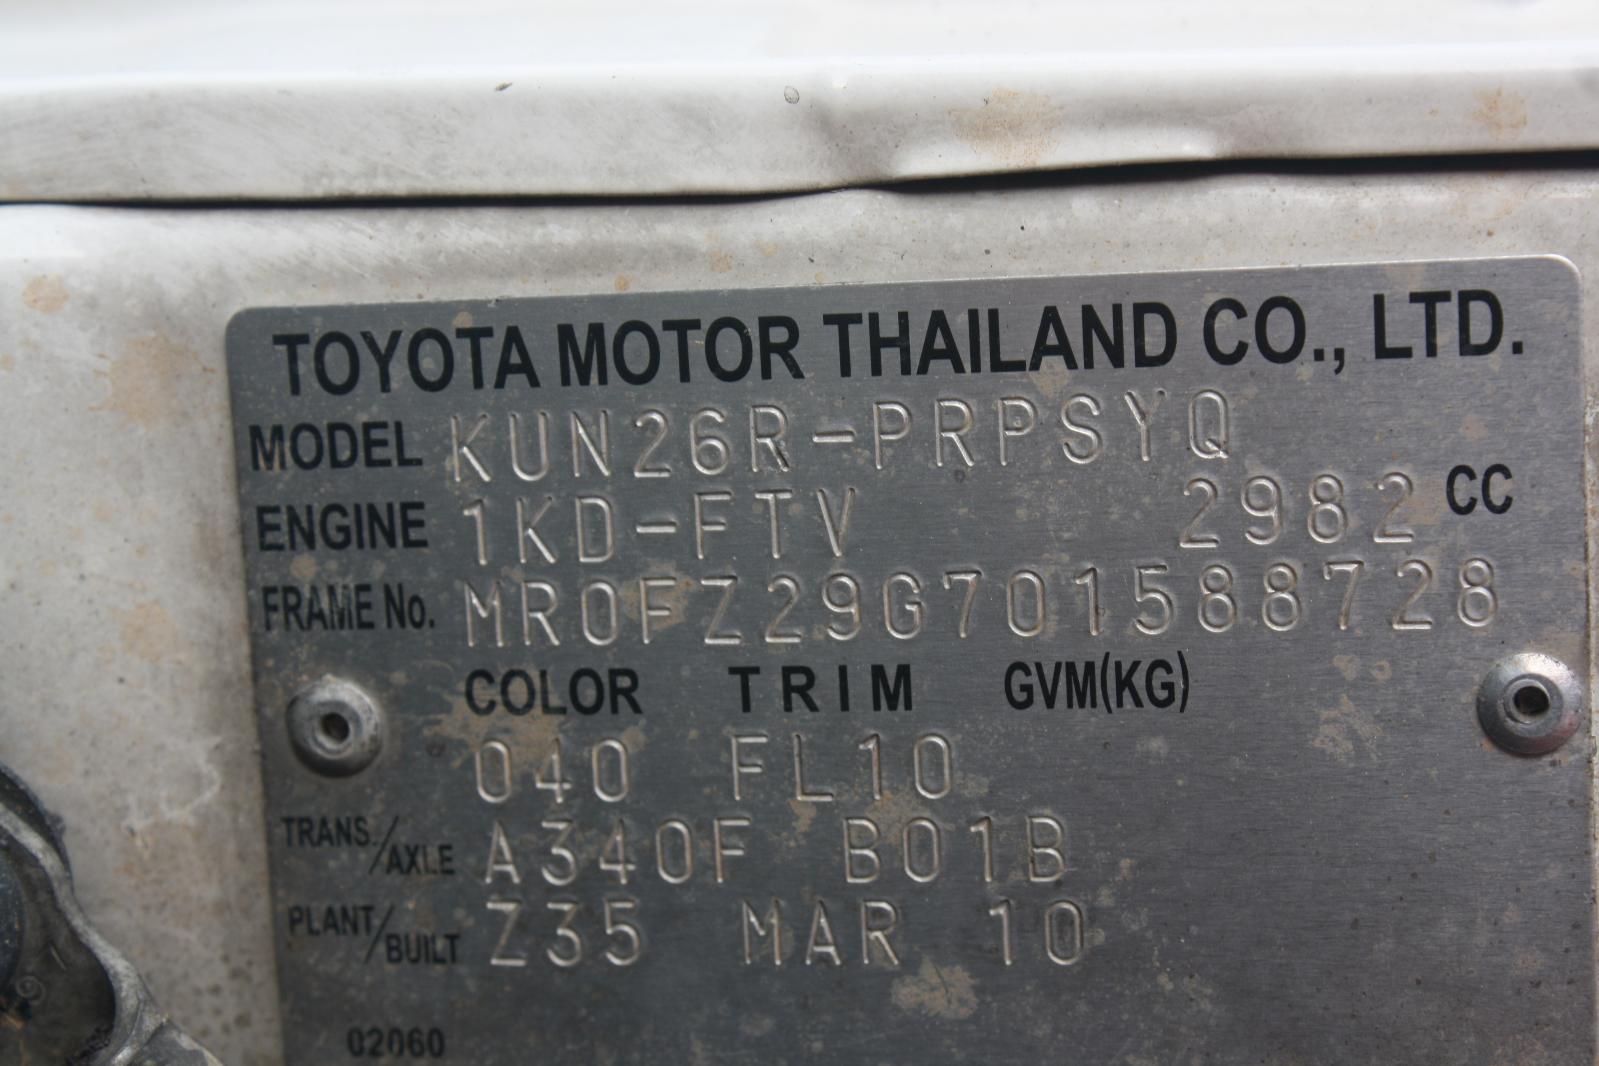 TOYOTA MOTOR THAILAND CO., LTD.
MODEL KUN26R-PRPSYQ
ENGINE 1KD-FTV 2982 CC
FRAME No. MR0FZ29G701588728
COLOR TRIM GVM(KG)
040 FL10
TRANS./AXLE A340F B01B
PLANT/BUILT Z35 MAR 10
02060